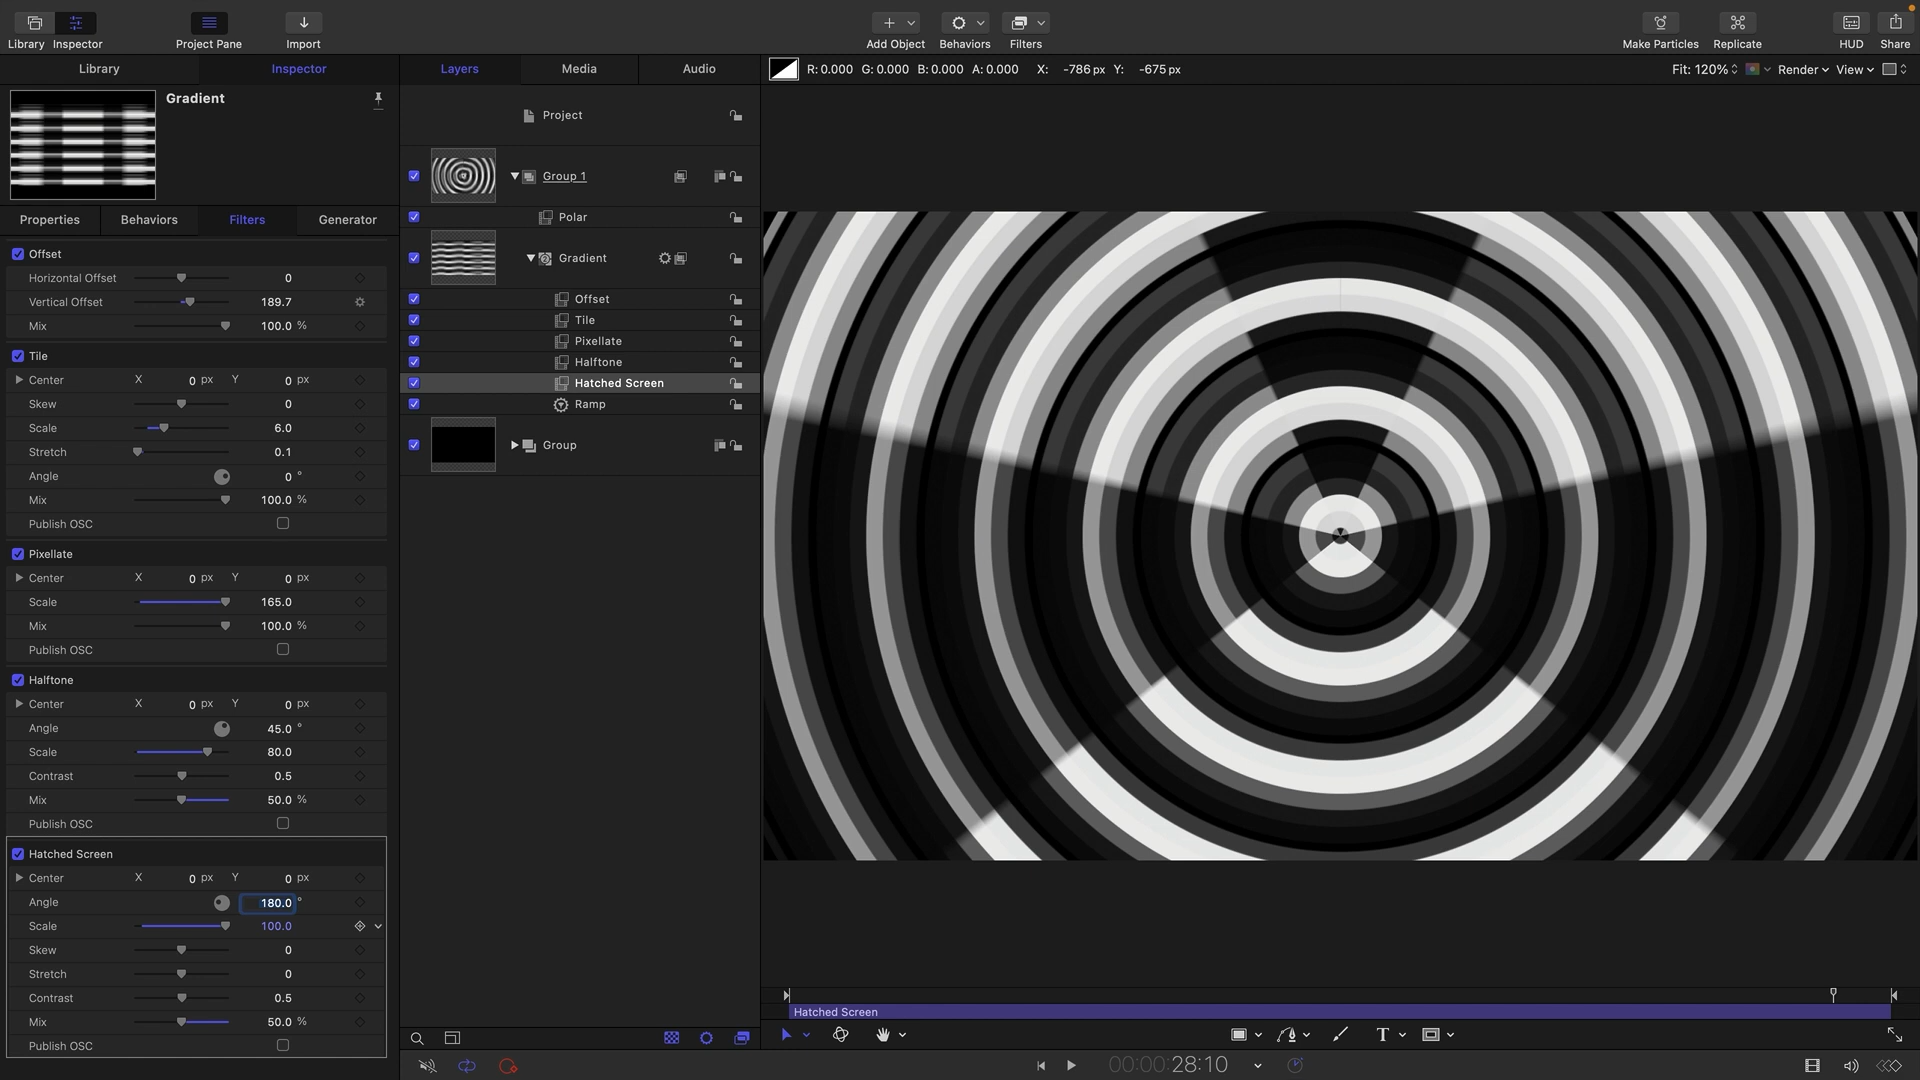 Library Inspector Project Pane Import Add Object Behaviors Filters Make Particles Replicate HUD Share
Library Inspector
Gradient
Properties Behaviors Filters Generator
Offset
Horizontal Offset 0
Vertical Offset 189.7
Mix 100.0 %
Tile
Center X 0 px Y 0 px
Skew 0
Scale 6.0
Stretch 0.1
Angle 0 °
Mix 100.0 %
Publish OSC
Pixellate
Center X 0 px Y 0 px
Scale 165.0
Mix 100.0 %
Publish OSC
Halftone
Center X 0 px Y 0 px
Angle 45.0 °
Scale 80.0
Contrast 0.5
Mix 50.0 %
Publish OSC
Hatched Screen
Center X 0 px Y 0 px
Angle 180.0 °
Scale 100.0
Skew 0
Stretch 0
Contrast 0.5
Mix 50.0 %
Publish OSC
Layers Media Audio
Project
Group 1
Polar
Gradient
Offset
Tile
Pixellate
Halftone
Hatched Screen
Ramp
Group
R: 0.000 G: 0.000 B: 0.000 A: 0.000 X: -786 px Y: -675 px
Fit: 120% Render View
Hatched Screen
T
00:00:28:10